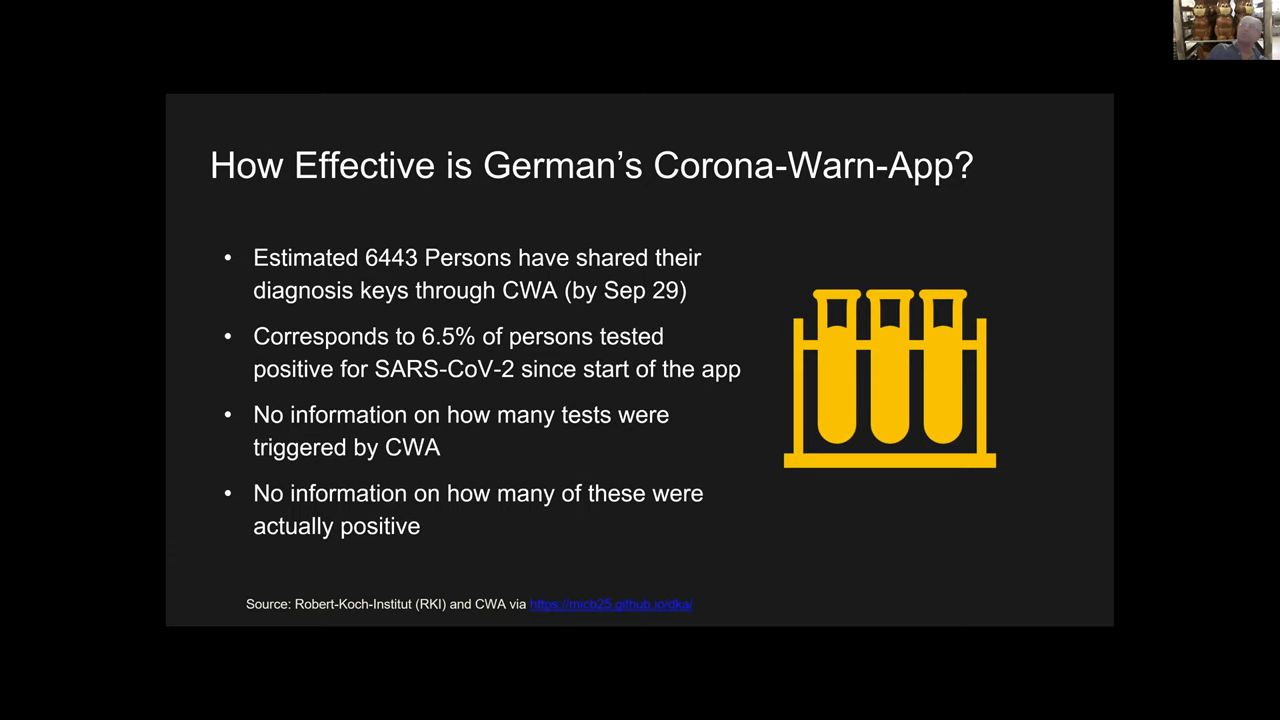 How Effective is German’s Corona-Warn-App?
• Estimated 6443 Persons have shared their
diagnosis keys through CWA (by Sep 29)
• Corresponds to 6.5% of persons tested
positive for SARS-CoV-2 since start of the app
• No information on how many tests were
triggered by CWA
• No information on how many of these were
actually positive
Source: Robert-Koch-Institut (RKI) and CWA via https://micb25.github.io/dka/